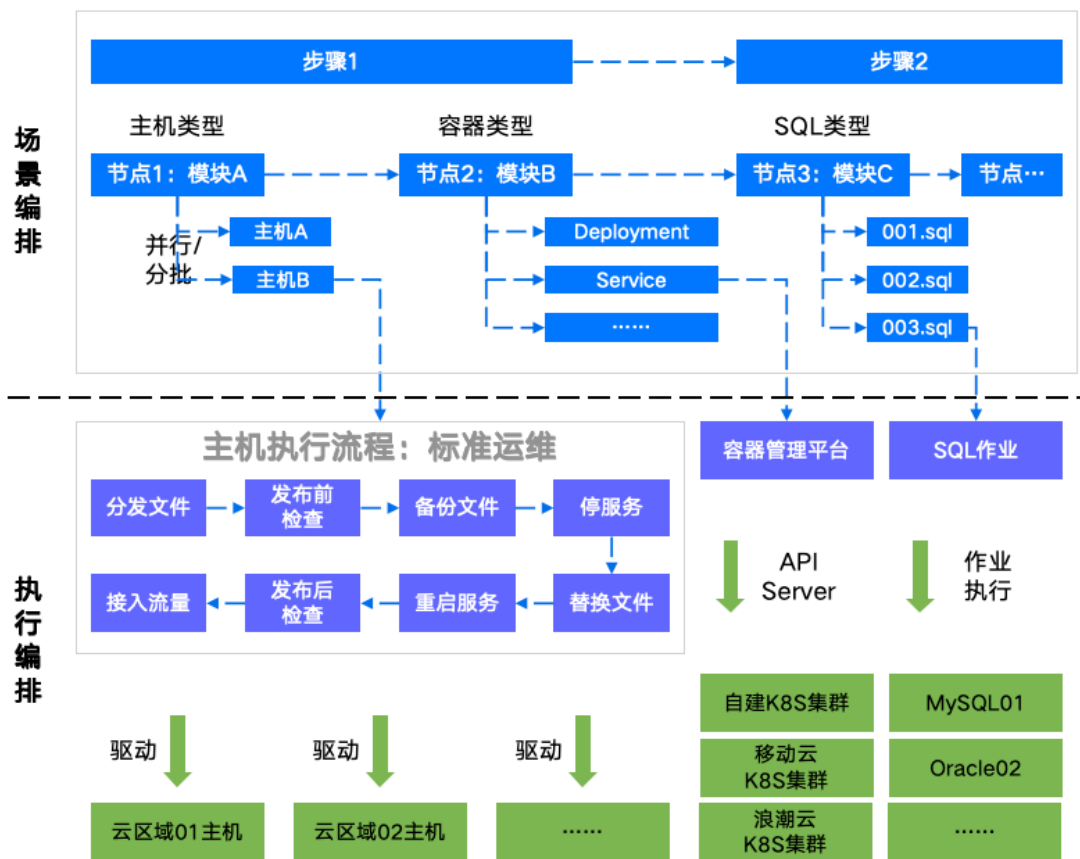 场
景
编
排
步骤1
步骤2
主机类型
容器类型
SQL类型
节点1：模块A
节点2：模块B
节点3：模块C
节点···
并行/
分批
主机A
主机B
Deployment
Service
······
001.sql
002.sql
003.sql
执
行
编
排
主机执行流程：标准运维
分发文件
发布前
检查
备份文件
停服务
接入流量
发布后
检查
重启服务
替换文件
容器管理平台
SQL作业
API
Server
作业
执行
驱动
驱动
驱动
云区域01主机
云区域02主机
······
自建K8S集群
移动云
K8S集群
浪潮云
K8S集群
MySQL01
Oracle02
······